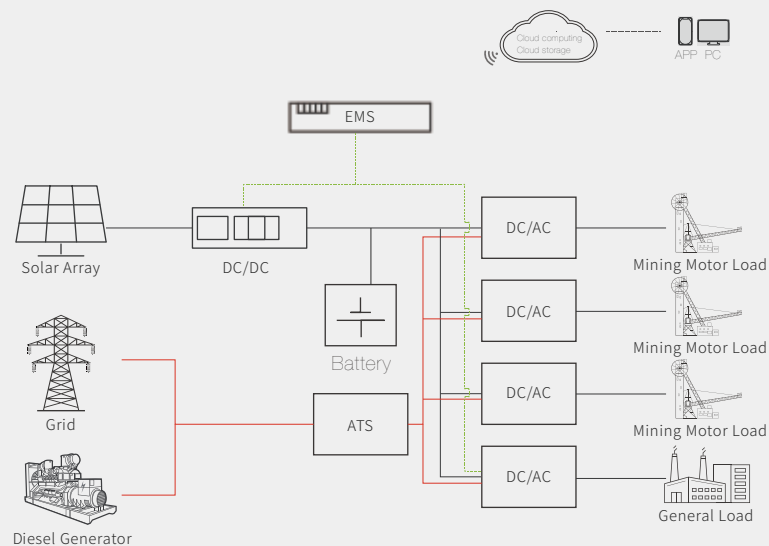 Cloud computing
Cloud storage
APP PC
EMS
Solar Array
DC/DC
DC/AC
Mining Motor Load
DC/AC
Mining Motor Load
Battery
DC/AC
Mining Motor Load
Grid
ATS
DC/AC
General Load
Diesel Generator